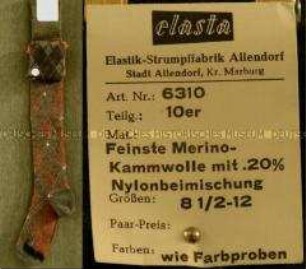 elasta
Elastik-Strumpffabrik Allendorf
Stadt Allendorf, Kr. Marburg
Art. Nr.: 6310
Teilg.: 10er
Mat.:
Feinste Merino-
Kammwolle mit .20%
Nylonbeimischung
Größen: 8 1/2-12
Paar-Preis:
Farben: wie Farbproben